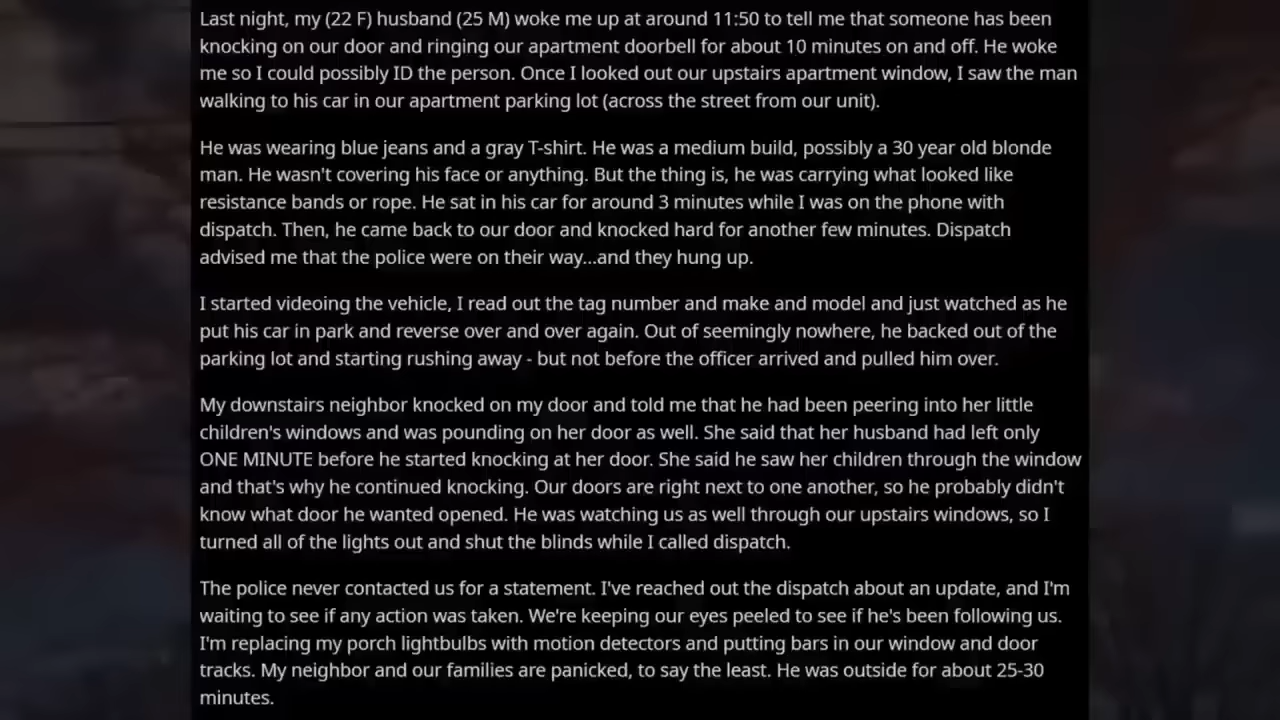 Last night, my (22 F) husband (25 M) woke me up at around 11:50 to tell me that someone has been
knocking on our door and ringing our apartment doorbell for about 10 minutes on and off. He woke
me so I could possibly ID the person. Once I looked out our upstairs apartment window, I saw the man
walking to his car in our apartment parking lot (across the street from our unit).
He was wearing blue jeans and a gray T-shirt. He was a medium build, possibly a 30 year old blonde
man. He wasn't covering his face or anything. But the thing is, he was carrying what looked like
resistance bands or rope. He sat in his car for around 3 minutes while I was on the phone with
dispatch. Then, he came back to our door and knocked hard for another few minutes. Dispatch
advised me that the police were on their way...and they hung up.
I started videoing the vehicle, I read out the tag number and make and model and just watched as he
put his car in park and reverse over and over again. Out of seemingly nowhere, he backed out of the
parking lot and starting rushing away - but not before the officer arrived and pulled him over.
My downstairs neighbor knocked on my door and told me that he had been peering into her little
children's windows and was pounding on her door as well. She said that her husband had left only
ONE MINUTE before he started knocking at her door. She said he saw her children through the window
and that's why he continued knocking. Our doors are right next to one another, so he probably didn't
know what door he wanted opened. He was watching us as well through our upstairs windows, so I
turned all of the lights out and shut the blinds while I called dispatch.
The police never contacted us for a statement. I've reached out the dispatch about an update, and I'm
waiting to see if any action was taken. We're keeping our eyes peeled to see if he's been following us.
I'm replacing my porch lightbulbs with motion detectors and putting bars in our window and door
tracks. My neighbor and our families are panicked, to say the least. He was outside for about 25-30
minutes.